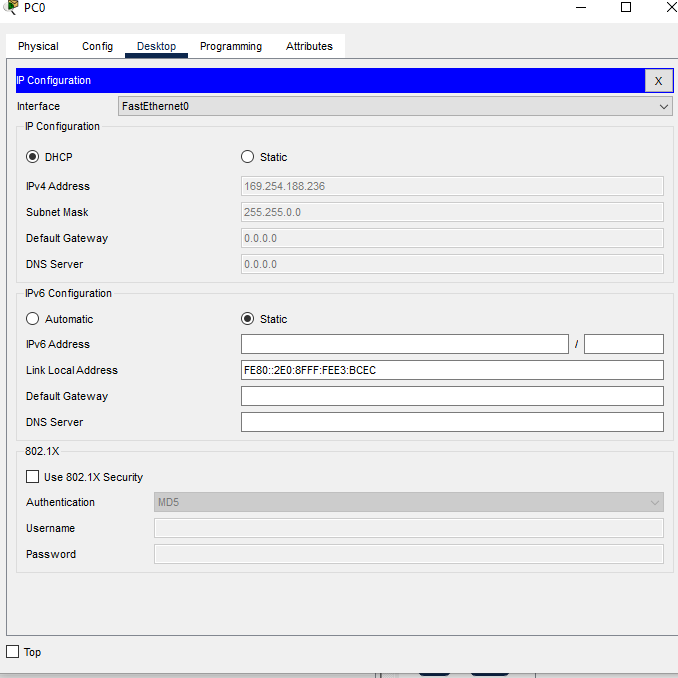 PC0
Physical Config Desktop Programming Attributes
IP Configuration X
Interface FastEthernet0
IP Configuration
DHCP Static
IPv4 Address 169.254.188.236
Subnet Mask 255.255.0.0
Default Gateway 0.0.0.0
DNS Server 0.0.0.0
IPv6 Configuration
Automatic Static
IPv6 Address /
Link Local Address FE80::2E0:8FFF:FEE3:BCEC
Default Gateway
DNS Server
802.1X
Use 802.1X Security
Authentication MD5
Username
Password
Top